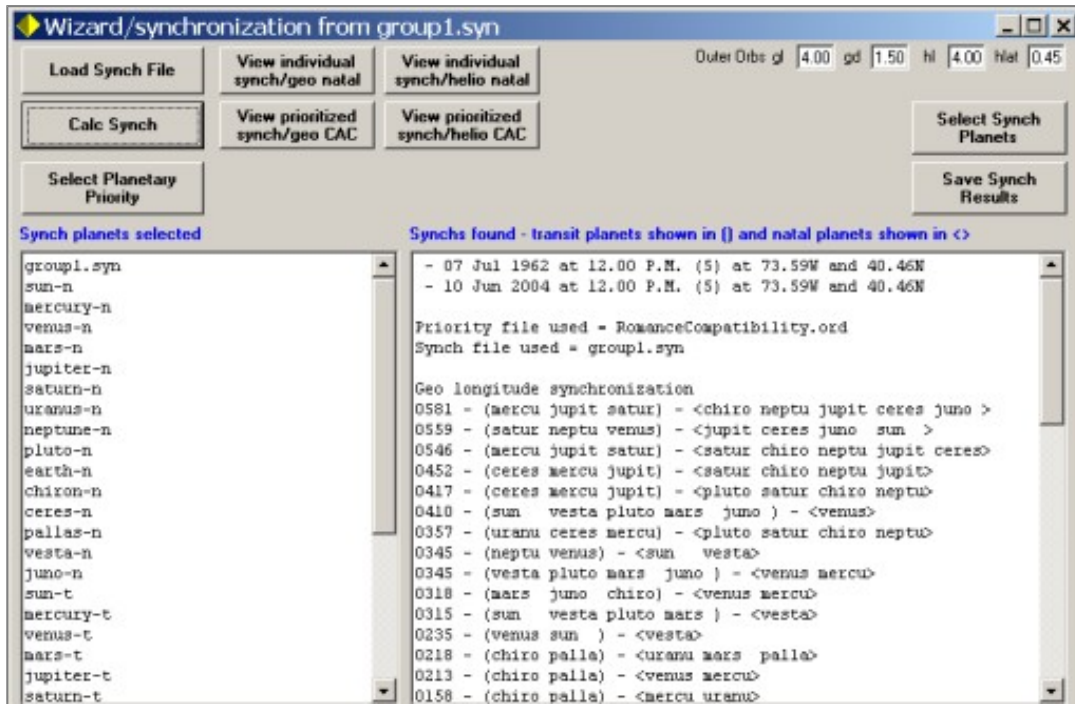 Wizard/synchronization from group1.syn
Load Synch File
View individual
synch/geo natal
View individual
synch/helio natal
Outer Orbs gl 4.00 gd 1.50 hl 4.00 hlat 0.45
Calc Synch
View prioritized
synch/geo CAC
View prioritized
synch/helio CAC
Select Synch
Planets
Select Planetary
Priority
Save Synch
Results
Synch planets selected
group1.syn
sun-n
mercury-n
venus-n
mars-n
jupiter-n
saturn-n
uranus-n
neptune-n
pluto-n
earth-n
chiron-n
ceres-n
pallas-n
vesta-n
juno-n
sun-t
mercury-t
venus-t
mars-t
jupiter-t
saturn-t
Synchs found - transit planets shown in () and natal planets shown in <>
- 07 Jul 1962 at 12.00 P.M. (5) at 73.59W and 40.46N
- 10 Jun 2004 at 12.00 P.M. (5) at 73.59W and 40.46N
Priority file used = RomanceCompatibility.ord
Synch file used = group1.syn
Geo longitude synchronization
0581 - (mercu jupit satur) - <chiro neptu jupit ceres juno >
0559 - (satur neptu venus) - <jupit ceres juno  sun  >
0546 - (mercu jupit satur) - <satur chiro neptu jupit ceres>
0452 - (ceres mercu jupit) - <satur chiro neptu jupit>
0417 - (ceres mercu jupit) - <pluto satur chiro neptu>
0410 - (sun   vesta pluto mars  juno ) - <venus>
0357 - (uranu ceres mercu) - <pluto satur chiro neptu>
0345 - (neptu venus) - <sun   vesta>
0345 - (vesta pluto mars  juno ) - <venus mercu>
0318 - (mars  juno  chiro) - <venus mercu>
0315 - (sun   vesta pluto mars ) - <vesta>
0235 - (venus sun  ) - <vesta>
0218 - (chiro palla) - <uranu mars  palla>
0213 - (chiro palla) - <venus mercu>
0158 - (chiro palla) - <mercu uranu>